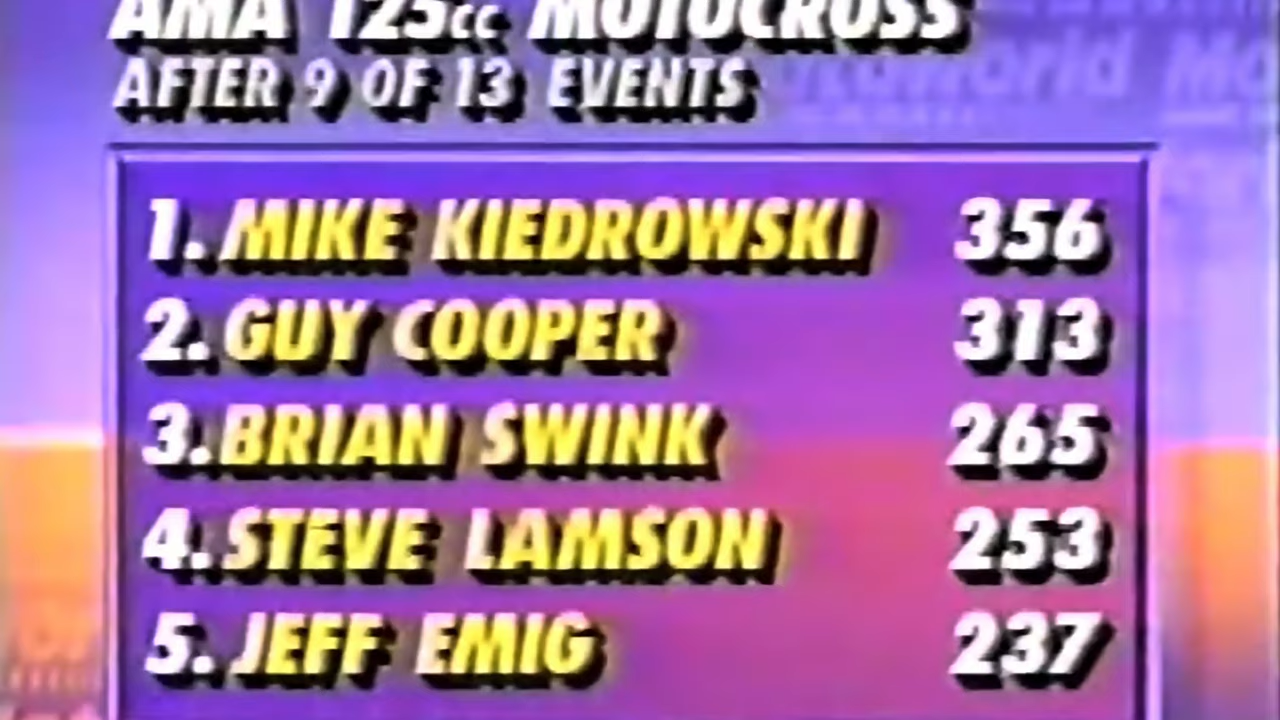 AMA 125cc MOTOCROSS
AFTER 9 OF 13 EVENTS
1. MIKE KIEDROWSKI 356
2. GUY COOPER 313
3. BRIAN SWINK 265
4. STEVE LAMSON 253
5. JEFF EMIG 237